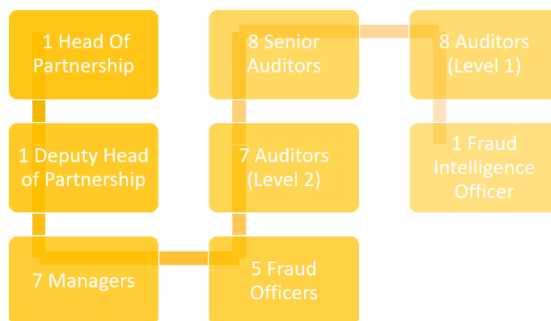 1 Head Of
Partnership
1 Deputy Head
of Partnership
7 Managers
5 Fraud
Officers
7 Auditors
(Level 2)
8 Senior
Auditors
8 Auditors
(Level 1)
1 Fraud
Intelligence
Officer